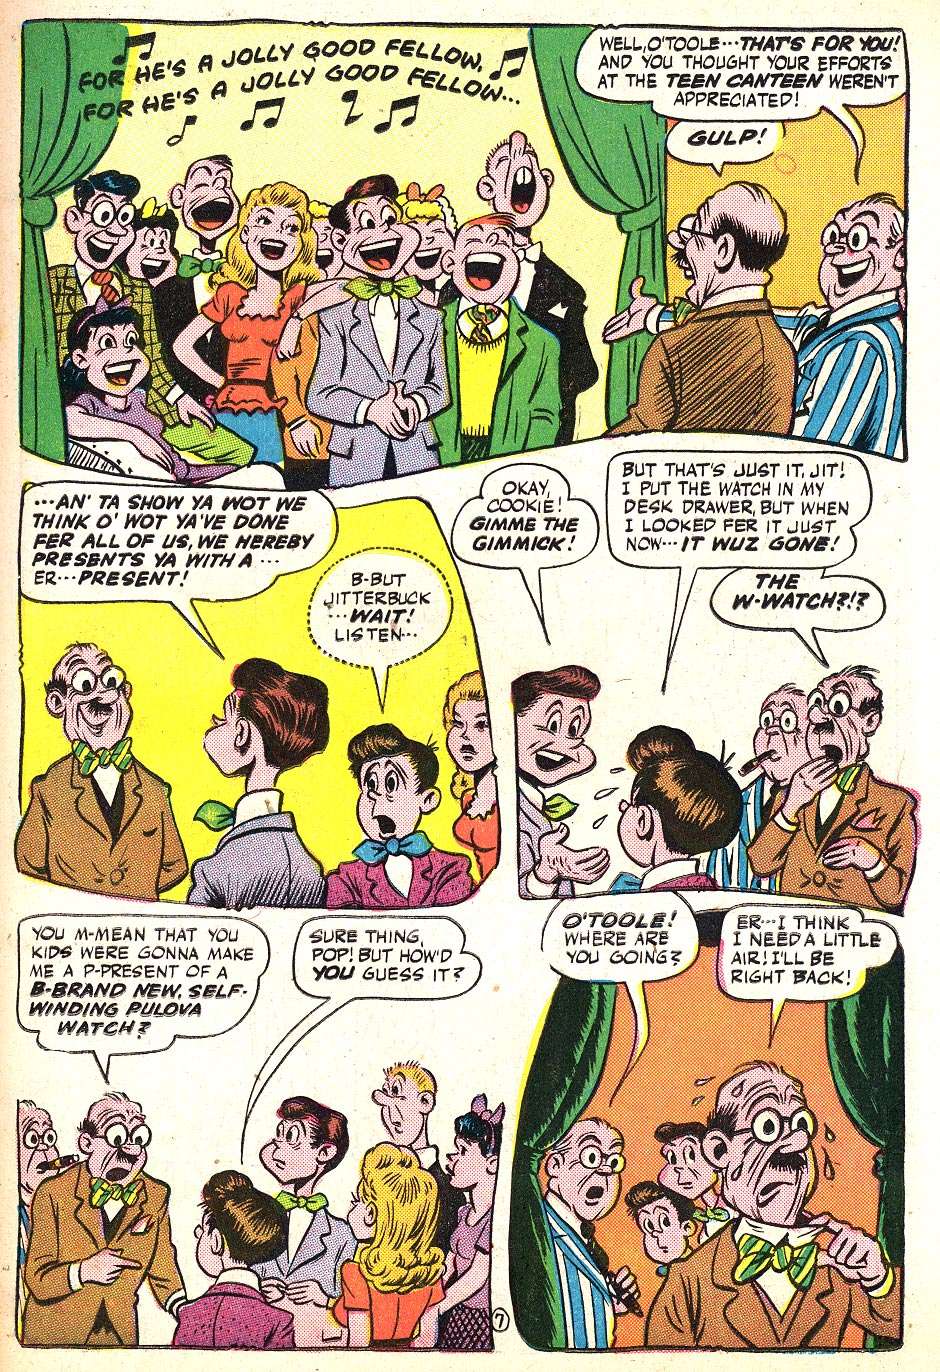 FOR HE'S A JOLLY GOOD FELLOW,
FOR HE'S A JOLLY GOOD FELLOW...
WELL, O'TOOLE---THAT'S FOR YOU!
AND YOU THOUGHT YOUR EFFORTS
AT THE TEEN CANTEEN WEREN'T
APPRECIATED!
GULP!
---AN' TA SHOW YA WOT WE
THINK O' WOT YA'VE DONE
FER ALL OF US, WE HEREBY
PRESENTS YA WITH A ---
ER---PRESENT!
B-BUT
JITTERBUCK
---WAIT!
LISTEN---
OKAY,
COOKIE!
GIMME THE
GIMMICK!
BUT THAT'S JUST IT, JIT!
I PUT THE WATCH IN MY
DESK DRAWER, BUT WHEN
I LOOKED FER IT JUST
NOW---IT WUZ GONE!
THE
W-WATCH?!?
YOU M-MEAN THAT YOU
KIDS WERE GONNA MAKE
ME A P-PRESENT OF A
B-BRAND NEW, SELF-
WINDING PULOVA
WATCH?
SURE THING,
POP! BUT HOW'D
YOU GUESS IT?
O'TOOLE!
WHERE ARE
YOU GOING?
ER---I THINK
I NEED A LITTLE
AIR! I'LL BE
RIGHT BACK!
7